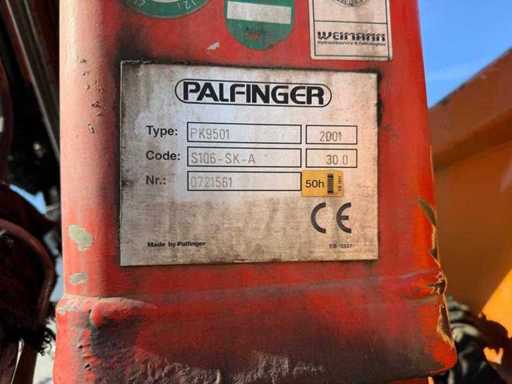 WEIMANN
PALFINGER
Type: PK9501 2001
Code: S106-SK-A 30.0
Nr.: 0721561 50h
CE
Made by Palfinger